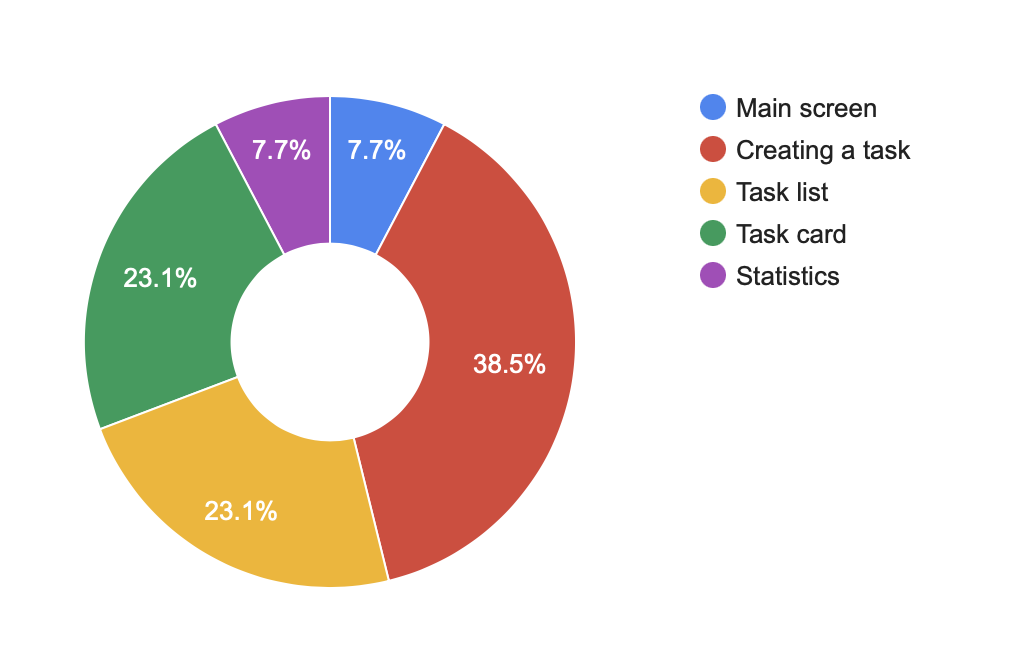 7.7%
7.7%
23.1%
38.5%
23.1%
Main screen
Creating a task
Task list
Task card
Statistics